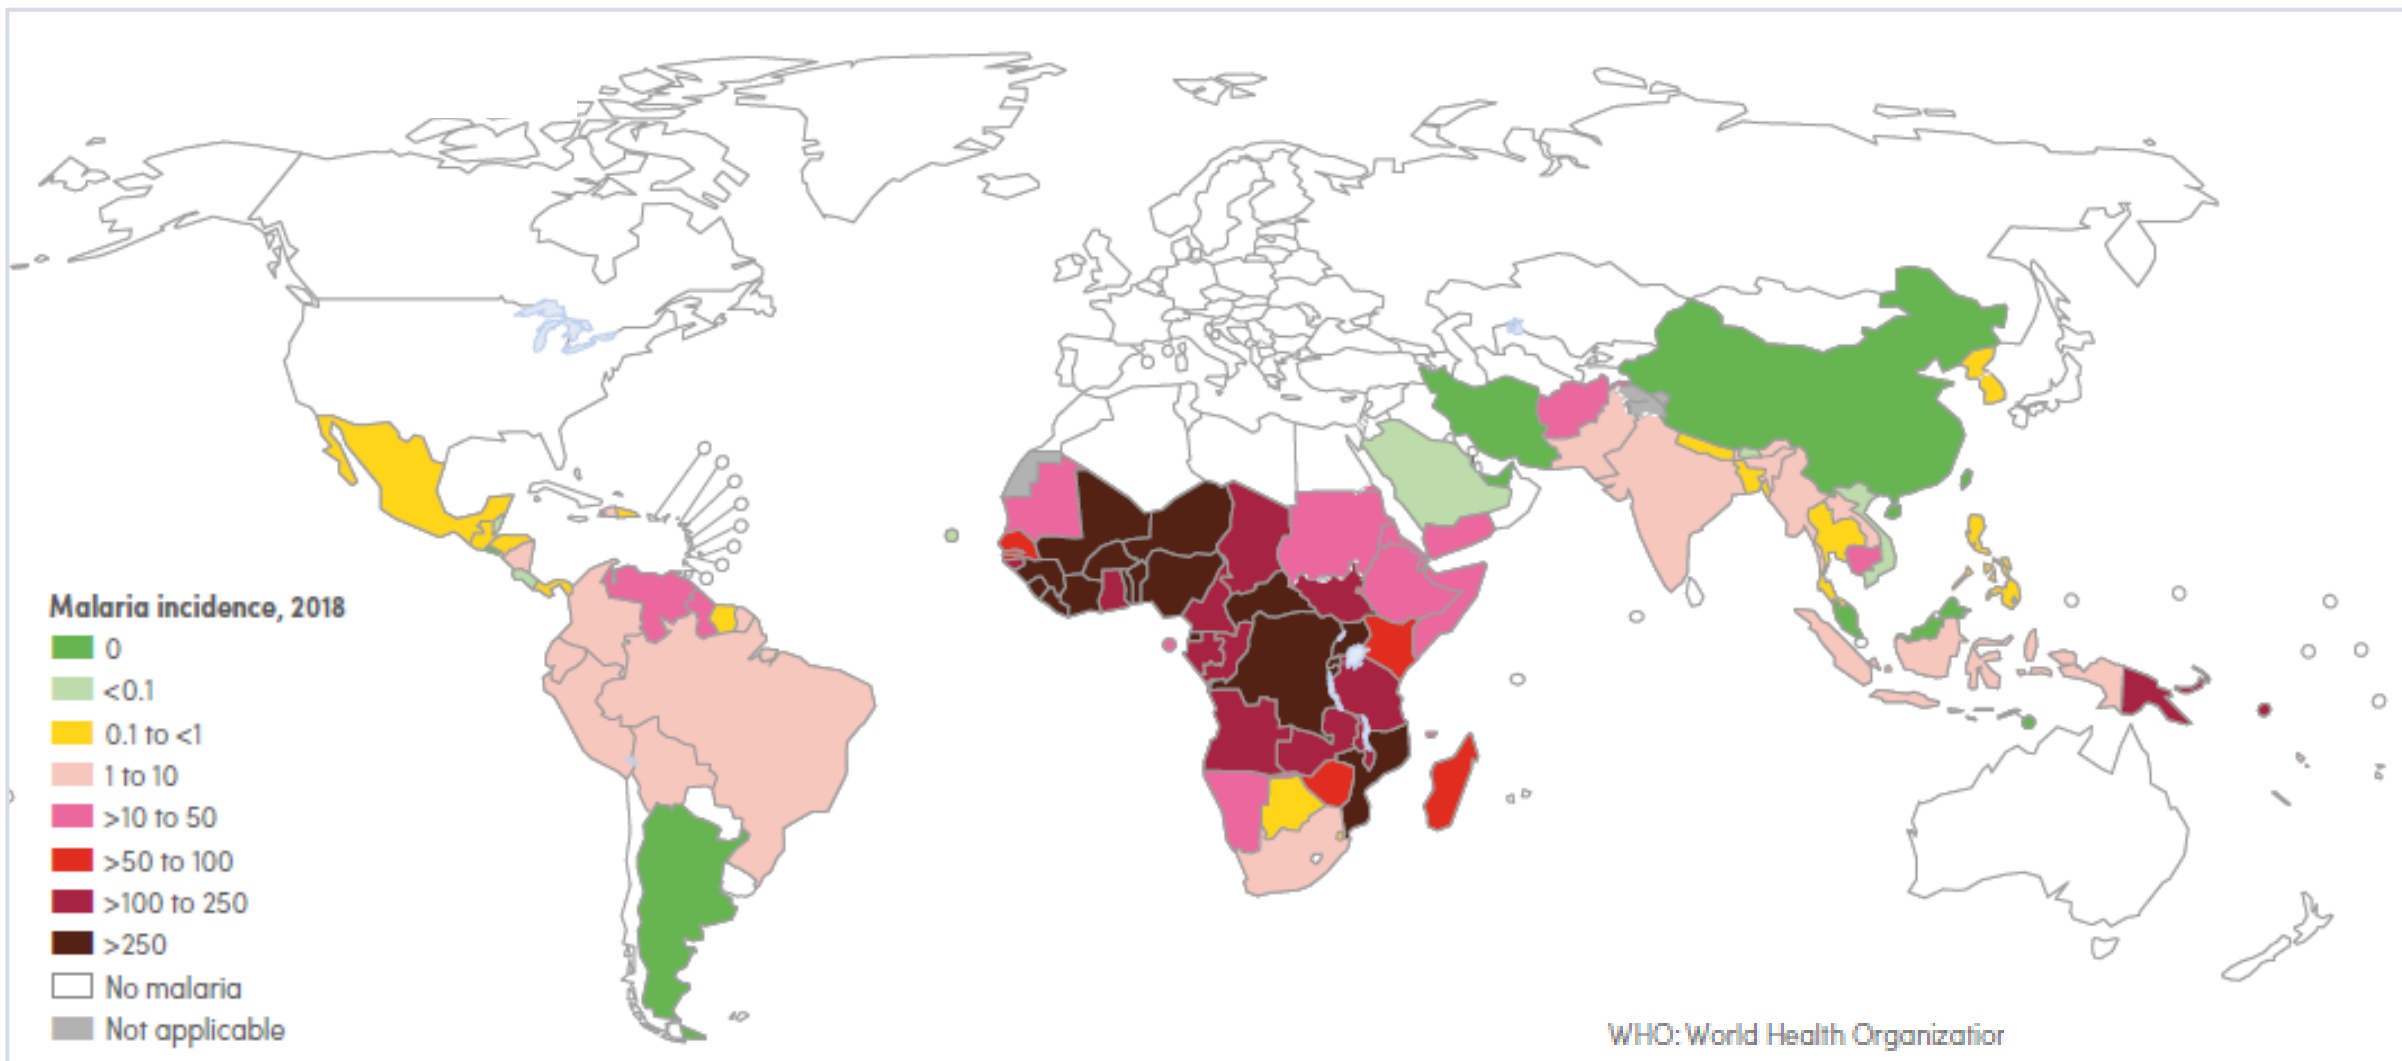 Malaria incidence, 2018
0
<0.1
0.1 to <1
1 to 10
>10 to 50
>50 to 100
>100 to 250
>250
No malaria
Not applicable
WHO: World Health Organizatior